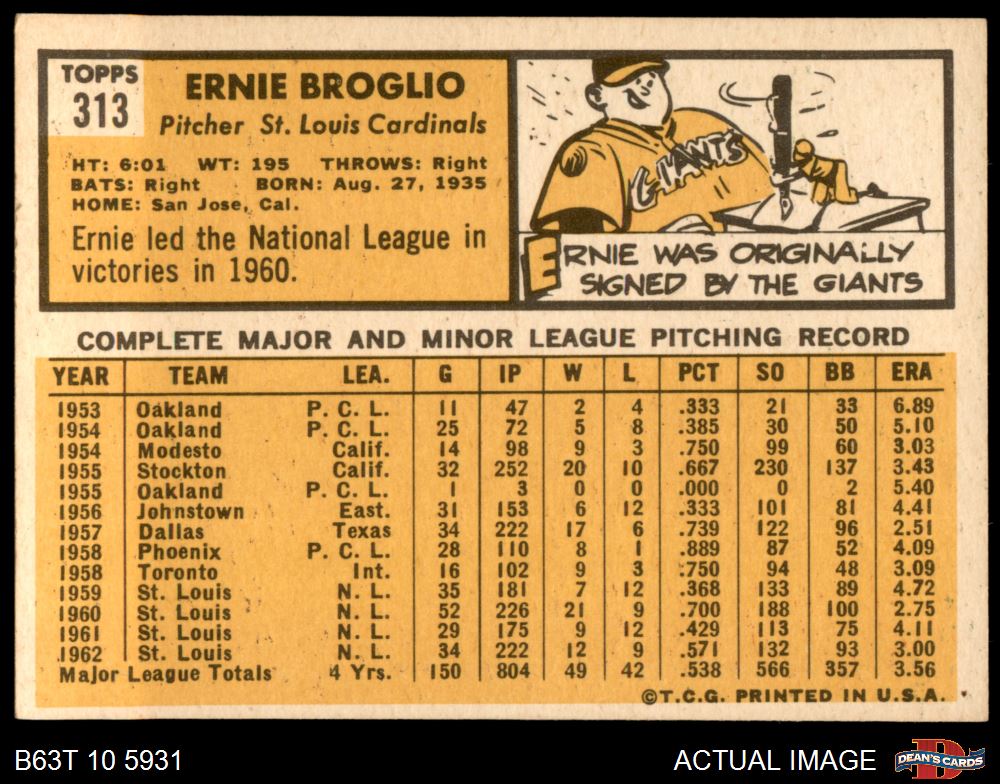 TOPPS
313
ERNIE BROGLIO
Pitcher St. Louis Cardinals
HT: 6:01 WT: 195 THROWS: Right
BATS: Right BORN: Aug. 27, 1935
HOME: San Jose, Cal.
Ernie led the National League in
victories in 1960.
GIANTS
ERNIE WAS ORIGINALLY
SIGNED BY THE GIANTS
COMPLETE MAJOR AND MINOR LEAGUE PITCHING RECORD
YEAR TEAM LEA. G IP W L PCT SO BB ERA
1953 Oakland P. C. L. 11 47 2 4 .333 21 33 6.89
1954 Oakland P. C. L. 25 72 5 8 .385 30 50 5.10
1954 Modesto Calif. 14 98 9 3 .750 99 60 3.03
1955 Stockton Calif. 32 252 20 10 .667 230 137 3.43
1955 Oakland P. C. L. 1 3 0 0 .000 0 2 5.40
1956 Johnstown East. 31 153 6 12 .333 101 81 4.41
1957 Dallas Texas 34 222 17 6 .739 122 96 2.51
1958 Phoenix P. C. L. 28 110 8 1 .889 87 52 4.09
1958 Toronto Int. 16 102 9 3 .750 94 48 3.09
1959 St. Louis N. L. 35 181 7 12 .368 133 89 4.72
1960 St. Louis N. L. 52 226 21 9 .700 188 100 2.75
1961 St. Louis N. L. 29 175 9 12 .429 113 75 4.11
1962 St. Louis N. L. 34 222 12 9 .571 132 93 3.00
Major League Totals 4 Yrs. 150 804 49 42 .538 566 357 3.56
©T.C.G. PRINTED IN U.S.A.
B63T 10 5931 ACTUAL IMAGE
D
DEAN'S CARDS